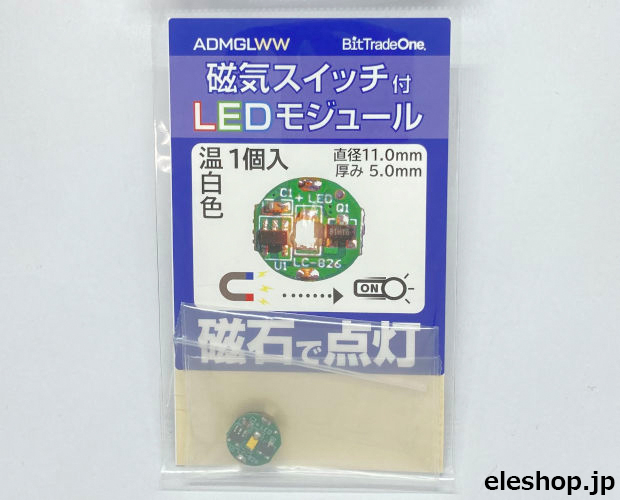 ADMGLWW
BitTradeOne.
磁気スイッチ付
LEDモジュール
温白色
1個入
直径11.0mm
厚み 5.0mm
C1
+ LED
Q1
U1
LC-826
ON
磁石で点灯
eleshop.jp